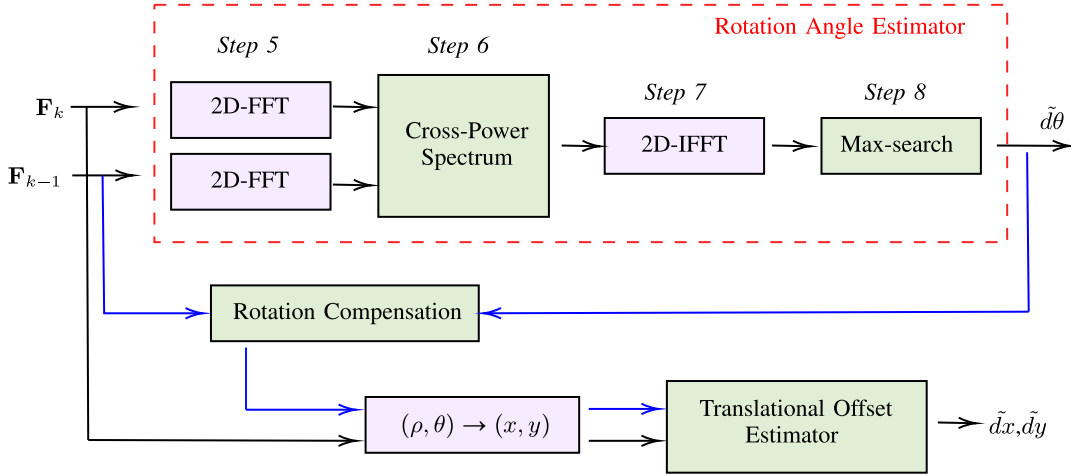 Rotation Angle Estimator
Step 5
Step 6
Step 7
Step 8
F_k
2D-FFT
F_{k−1}
2D-FFT
Cross-Power
Spectrum
2D-IFFT
Max-search
d̃θ
Rotation Compensation
(ρ, θ) → (x, y)
Translational Offset
Estimator
d̃x,d̃y